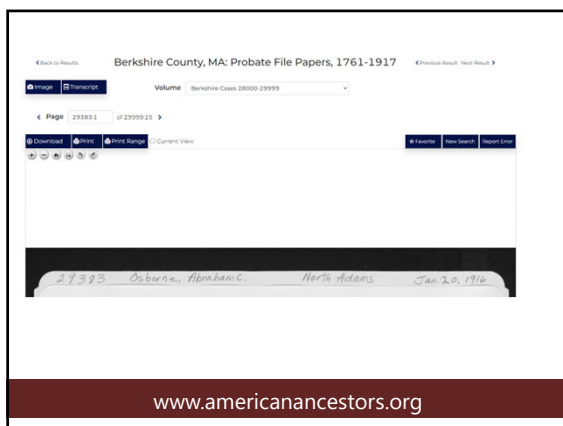 Back to Results
Berkshire County, MA: Probate File Papers, 1761-1917
Previous Result Next Result
Image Transcript
Volume Berkshire Cases 28000-29999
Page 29383:1 of 29999:15
Download Print Print Range Current View
Favorite New Search Report Error
29383 Osborne, Abraham C. North Adams Jan. 20, 1916
www.americanancestors.org